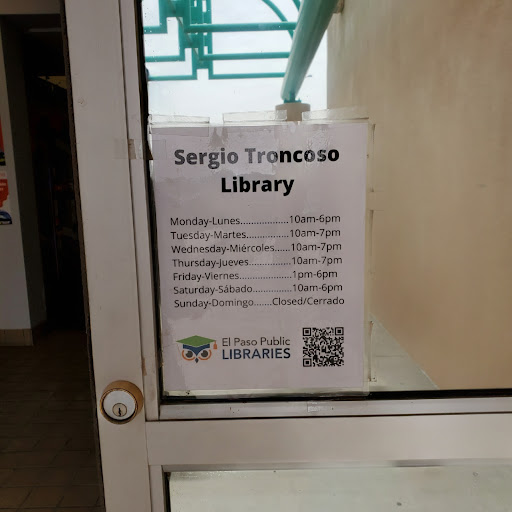 Sergio Troncoso
Library
Monday-Lunes..................10am-6pm
Tuesday-Martes................10am-7pm
Wednesday-Miércoles......10am-7pm
Thursday-Jueves................10am-7pm
Friday-Viernes....................1pm-6pm
Saturday-Sábado...............10am-6pm
Sunday-Domingo.......Closed/Cerrado
El Paso Public
LIBRARIES